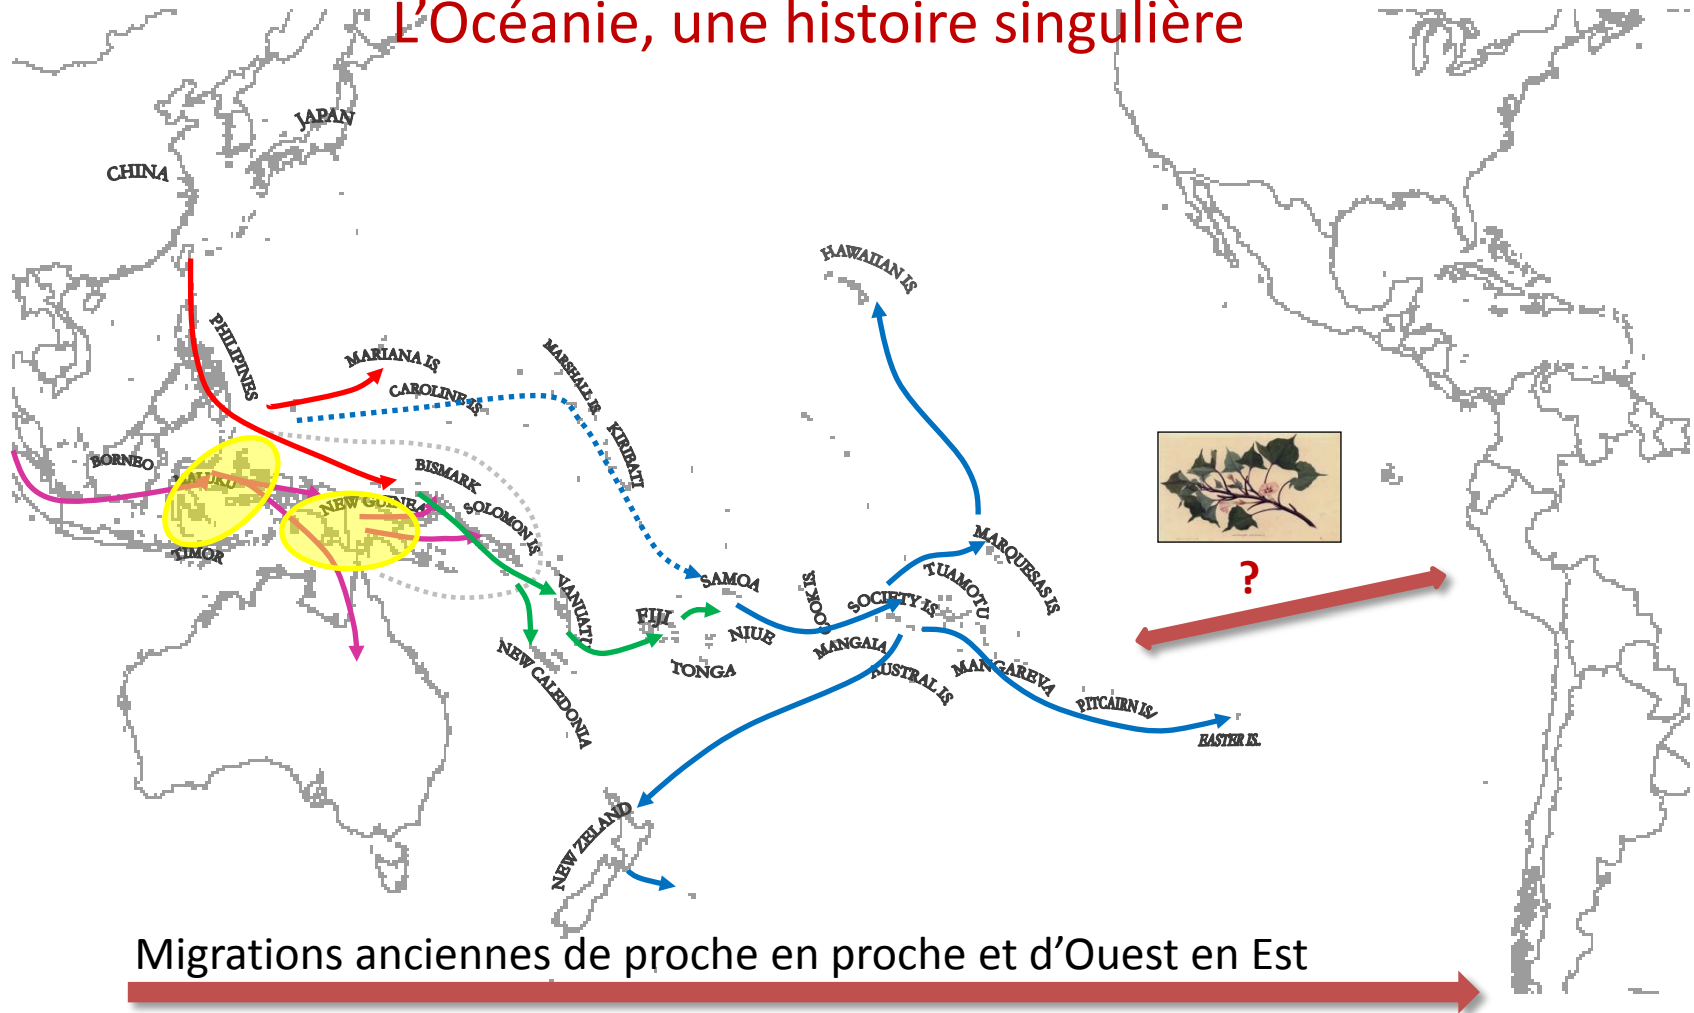 L’Océanie, une histoire singulière
JAPAN
CHINA
HAWAIIAN IS.
PHILIPINES
MARIANA IS.
CAROLINE IS.
MARSHALL IS.
KIRIBATI
BORNEO
BISMARK
NEW GUINEA
SOLOMON IS.
TIMOR
VANUATU
FIJI
SAMOA
NIUE
TONGA
COOK IS.
SOCIETY IS.
TUAMOTU
MARQUESAS IS.
MANGAIA
AUSTRAL IS.
MANGAREVA
PITCAIRN IS/
EASTER IS.
NEW CALEDONIA
NEW ZELAND
?
Migrations anciennes de proche en proche et d’Ouest en Est